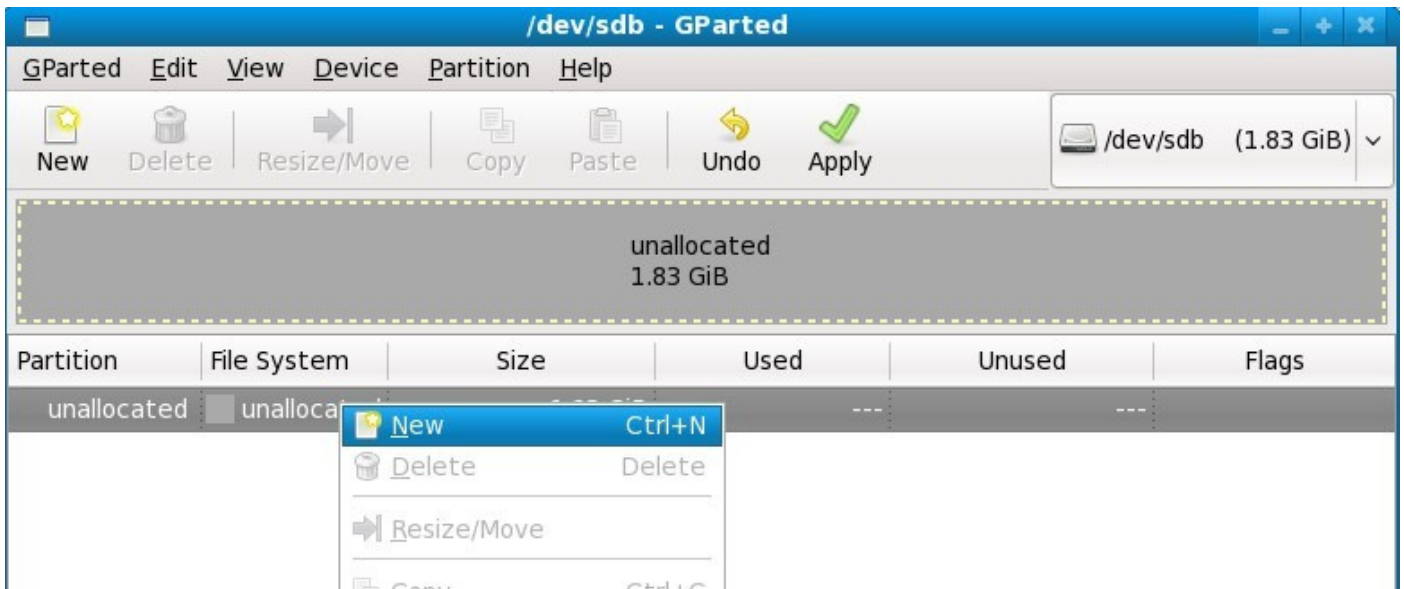 /dev/sdb - GParted
GParted Edit View Device Partition Help
New Delete Resize/Move Copy Paste Undo Apply /dev/sdb (1.83 GiB)
unallocated
1.83 GiB
Partition File System Size Used Unused Flags
unallocated --- ---
New Ctrl+N
Delete Delete
Resize/Move